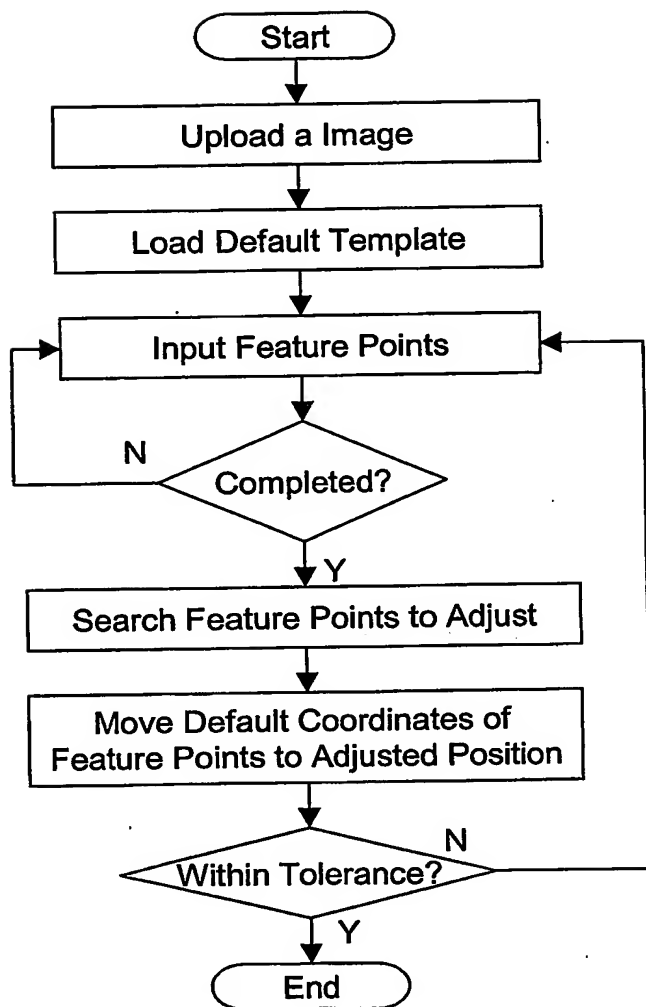 Start
Upload a Image
Load Default Template
Input Feature Points
N
Completed?
Y
Search Feature Points to Adjust
Move Default Coordinates of
Feature Points to Adjusted Position
N
Within Tolerance?
Y
End